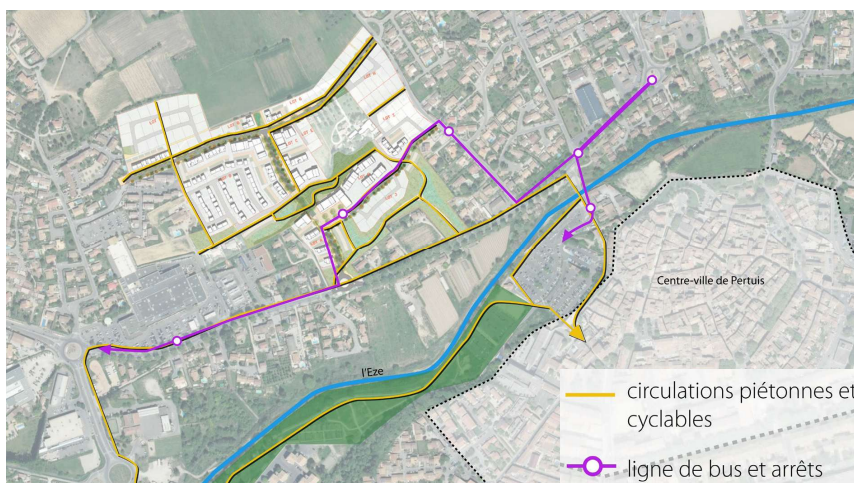 Centre-ville de Pertuis
l'Eze
circulations piétonnes et
cyclables
ligne de bus et arrêts